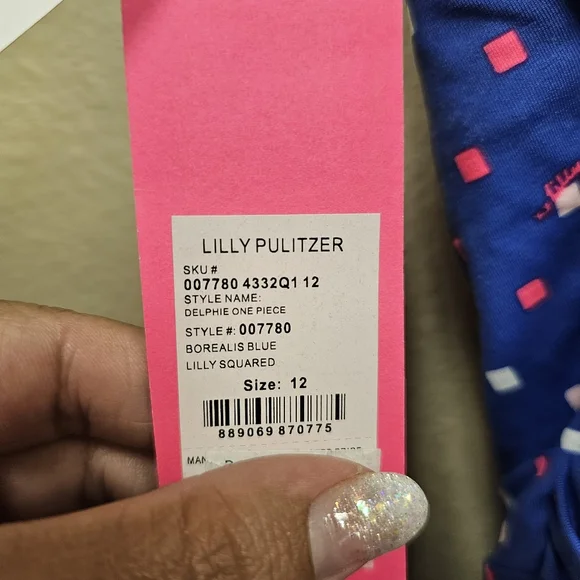 LILLY PULITZER
SKU #
007780 4332Q1 12
STYLE NAME:
DELPHIE ONE PIECE
STYLE #: 007780
BOREALIS BLUE
LILLY SQUARED
Size: 12
889069 870775